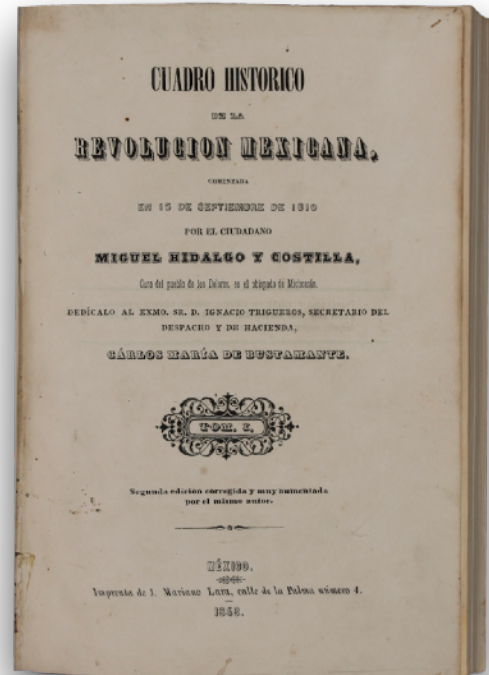 CUADRO HISTORICO
DE LA
REVOLUCION MEXICANA,
COMENZADA
EN 15 DE SEPTIEMBRE DE 1810
POR EL CIUDADANO
MIGUEL HIDALGO Y COSTILLA,
Cura del pueblo de los Dolores, en el obispado de Michoacán.
DEDÍCALO AL EXMO. SR. D. IGNACIO TRIGUEROS, SECRETARIO DEL
DESPACHO Y DE HACIENDA,
CÁRLOS MARÍA DE BUSTAMANTE.
TOM. I.
Segunda edicion corregida y muy aumentada
por el mismo autor.
MÉXICO.
Imprenta de J. Mariano Lara, calle de la Palma número 4.